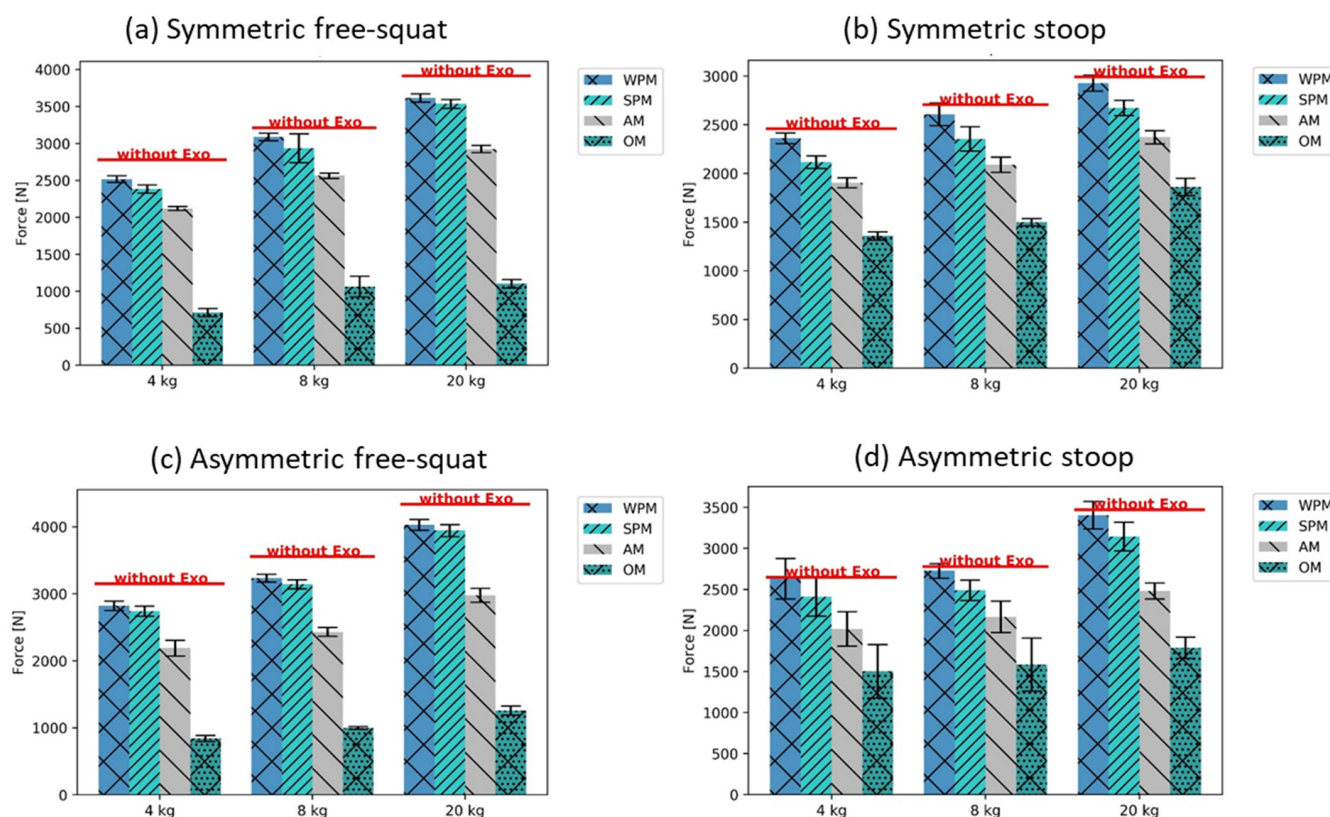 (a) Symmetric free-squat
4000
3500
3000
2500
2000
1500
1000
500
0
Force [N]
without Exo
without Exo
without Exo
4 kg
8 kg
20 kg
WPM
SPM
AM
OM
(b) Symmetric stoop
3000
2500
2000
1500
1000
500
0
Force [N]
without Exo
without Exo
without Exo
4 kg
8 kg
20 kg
WPM
SPM
AM
OM
(c) Asymmetric free-squat
4000
3000
2000
1000
0
Force [N]
without Exo
without Exo
without Exo
4 kg
8 kg
20 kg
WPM
SPM
AM
OM
(d) Asymmetric stoop
3500
3000
2500
2000
1500
1000
500
0
Force [N]
without Exo
without Exo
without Exo
4 kg
8 kg
20 kg
WPM
SPM
AM
OM